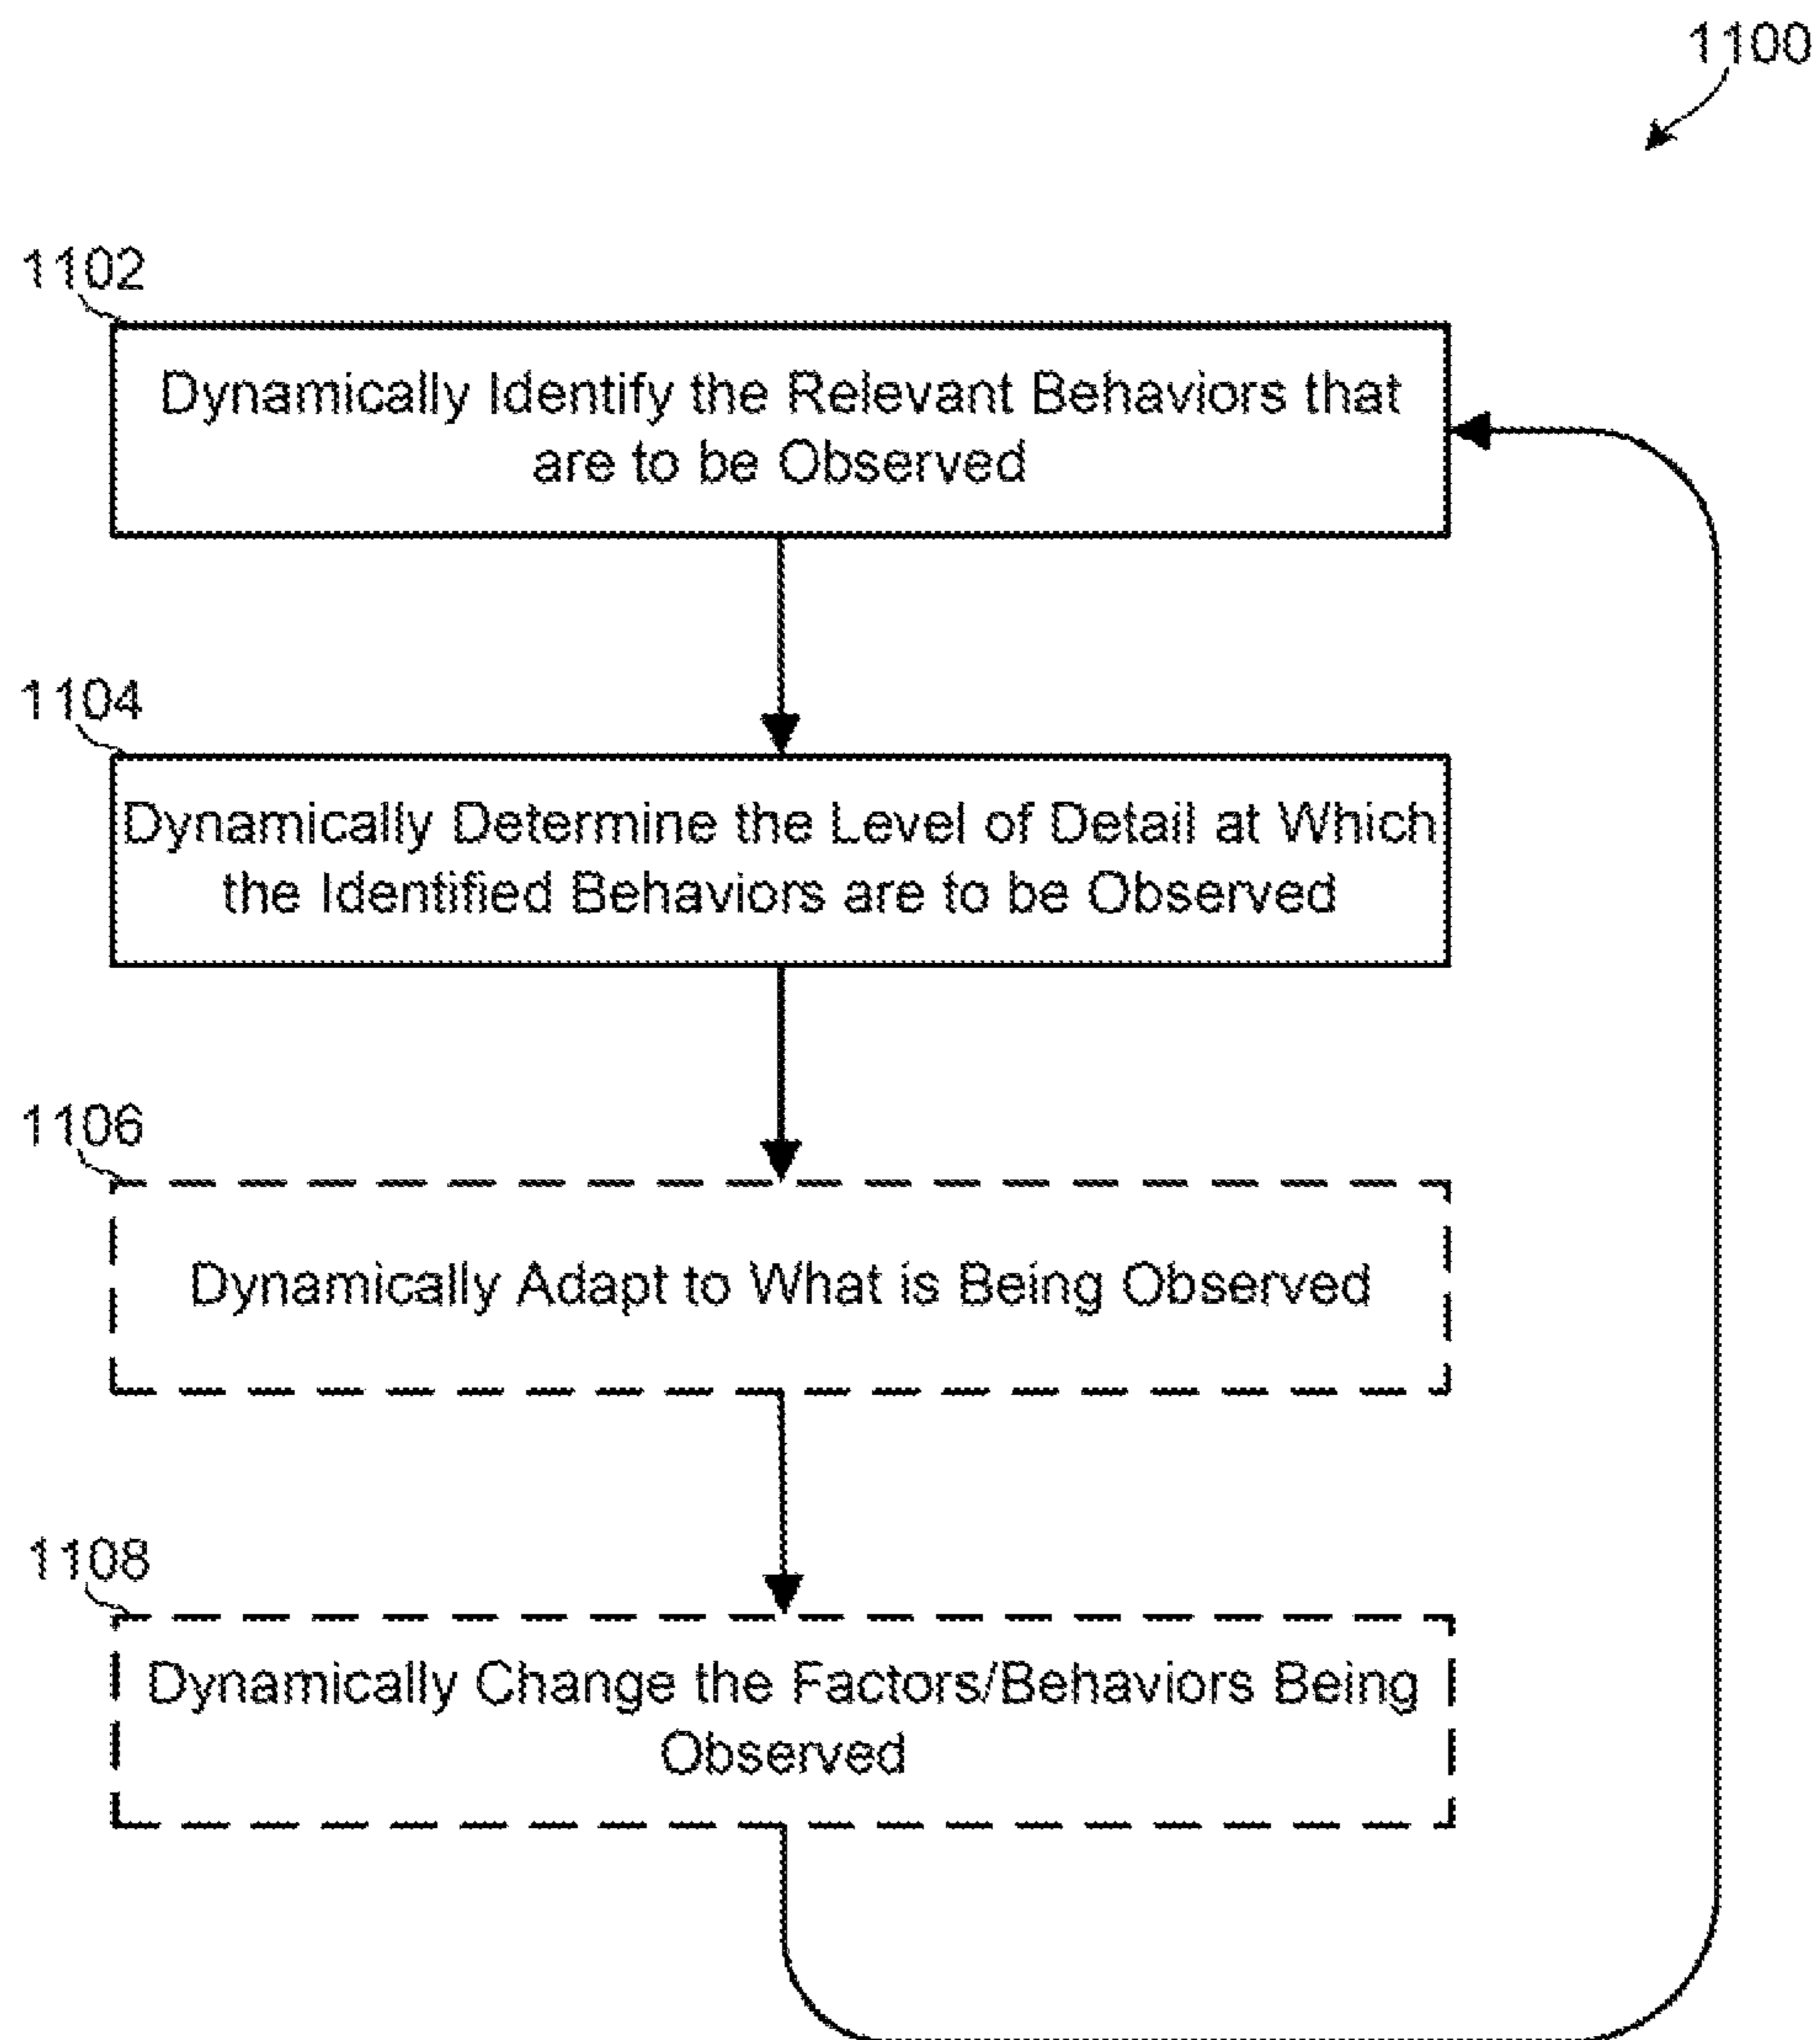 1100
1102
Dynamically Identify the Relevant Behaviors that
are to be Observed
1104
Dynamically Determine the Level of Detail at Which
the Identified Behaviors are to be Observed
1106
Dynamically Adapt to What is Being Observed
1108
Dynamically Change the Factors/Behaviors Being
Observed